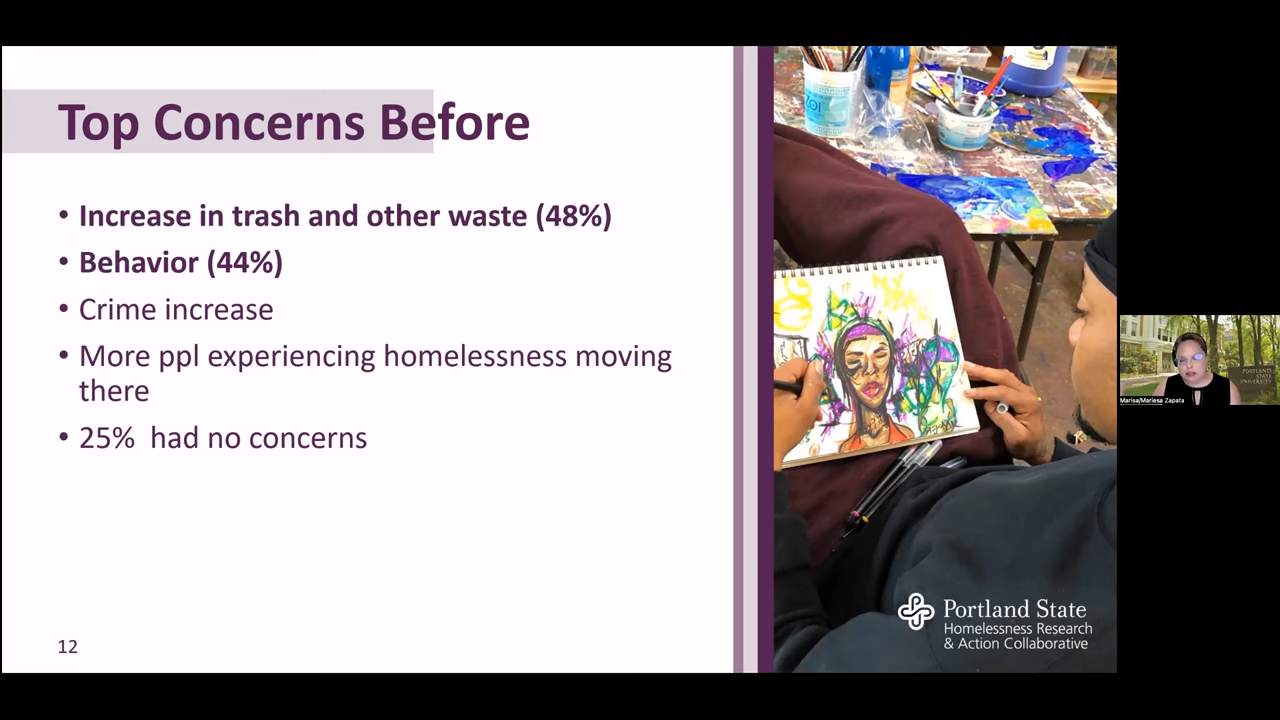 Top Concerns Before
• Increase in trash and other waste (48%)
• Behavior (44%)
• Crime increase
• More ppl experiencing homelessness moving
there
• 25%  had no concerns
12
Portland State
Homelessness Research
& Action Collaborative
PORTLAND
STATE
UNIVERSITY
Marisa/Mariesa Zapata